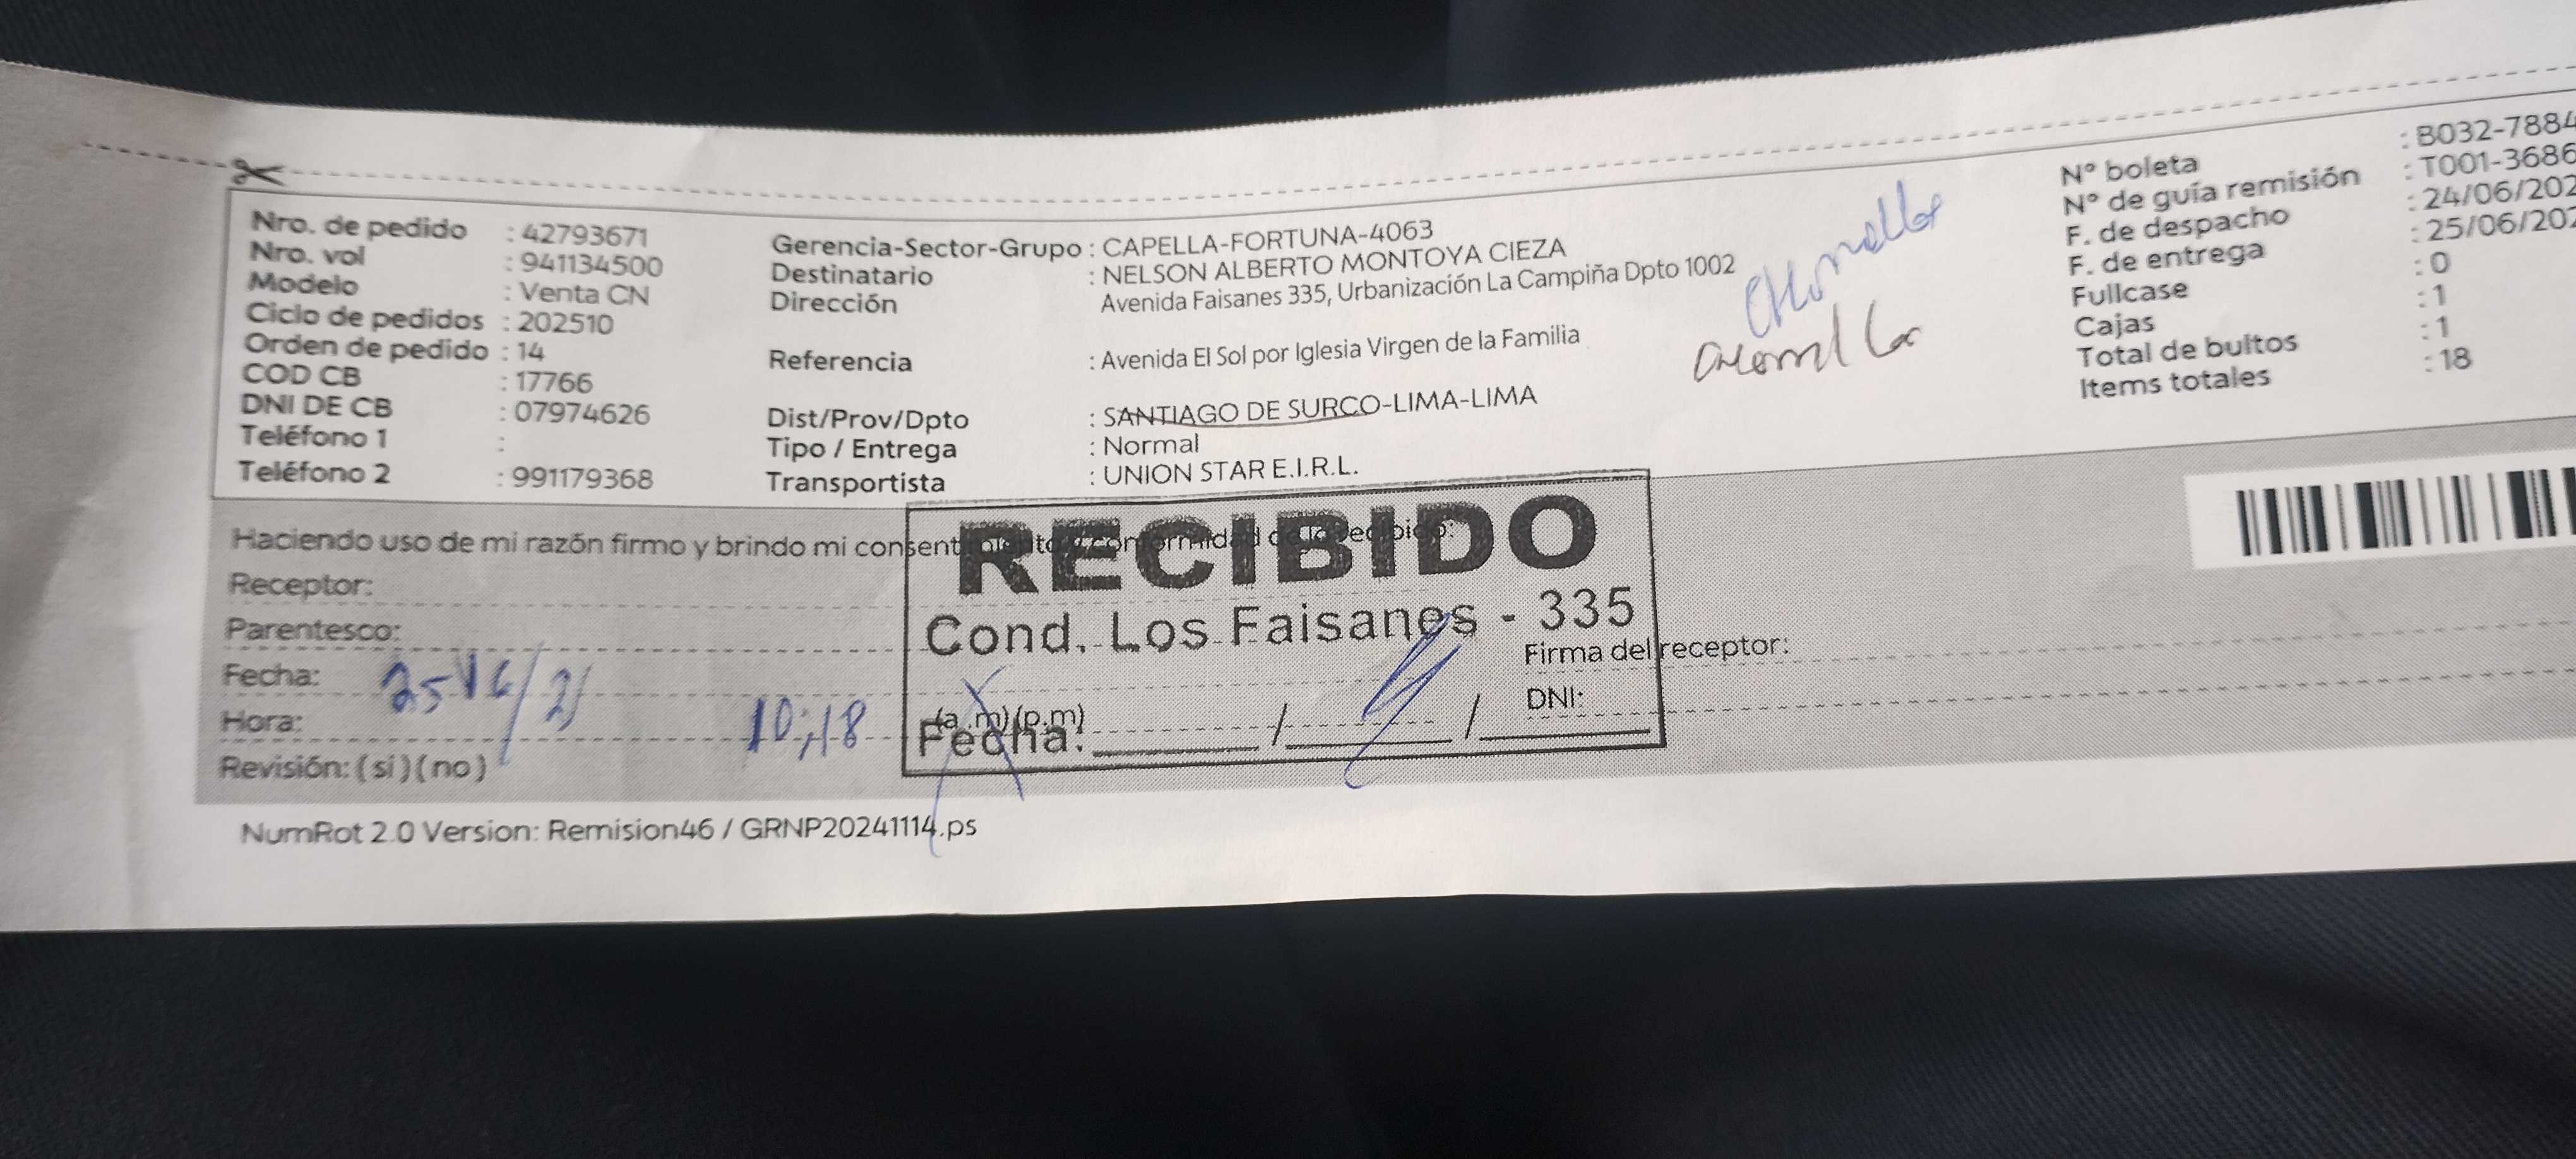 Nro. de pedido : 42793671
Nro. vol : 941134500
Modelo : Venta CN
Ciclo de pedidos : 202510
Orden de pedido : 14
COD CB : 17766
DNI DE CB : 07974626
Teléfono 1 :
Teléfono 2 : 991179368
Gerencia-Sector-Grupo : CAPELLA-FORTUNA-4063
Destinatario : NELSON ALBERTO MONTOYA CIEZA
Dirección Avenida Faisanes 335, Urbanización La Campiña Dpto 1002
Referencia : Avenida El Sol por Iglesia Virgen de la Familia
Dist/Prov/Dpto : SANTIAGO DE SURCO-LIMA-LIMA
Tipo / Entrega : Normal
Transportista : UNION STAR E.I.R.L.
N° boleta : B032-7884
N° de guía remisión : T001-3686
F. de despacho : 24/06/202
F. de entrega : 25/06/202
Fullcase : 0
Cajas : 1
Total de bultos : 1
Items totales : 18
Haciendo uso de mi razón firmo y brindo mi consentimiento y conformidad de lo recibido:
Receptor:
Parentesco:
Fecha:
Hora: 10:18 (a.m)(p.m)
Revisión: (si)(no)
RECIBIDO
Cond. Los Faisanes - 335
Fecha: / /
Firma del receptor:
DNI:
NumRot 2.0 Version: Remision46 / GRNP20241114.ps